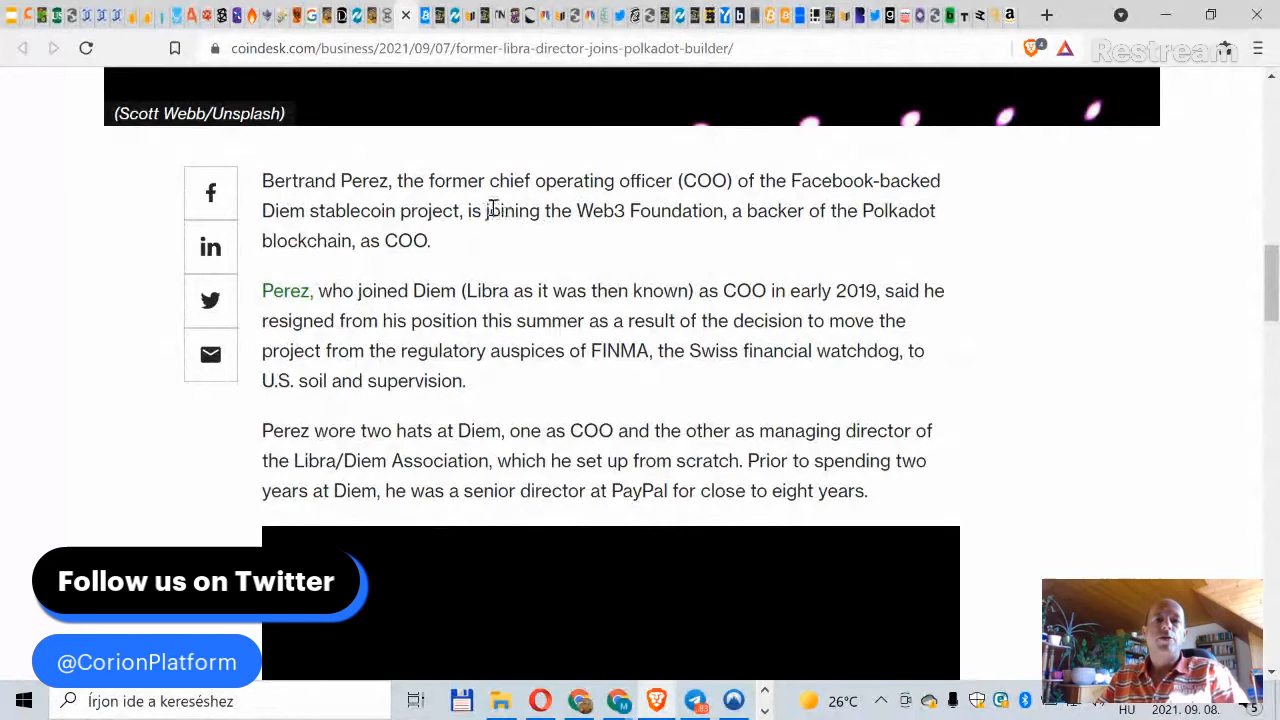 coindesk.com/business/2021/09/07/former-libra-director-joins-polkadot-builder/
4
Restream
(Scott Webb/Unsplash)
Bertrand Perez, the former chief operating officer (COO) of the Facebook-backed
Diem stablecoin project, is joining the Web3 Foundation, a backer of the Polkadot
blockchain, as COO.
Perez, who joined Diem (Libra as it was then known) as COO in early 2019, said he
resigned from his position this summer as a result of the decision to move the
project from the regulatory auspices of FINMA, the Swiss financial watchdog, to
U.S. soil and supervision.
Perez wore two hats at Diem, one as COO and the other as managing director of
the Libra/Diem Association, which he set up from scratch. Prior to spending two
years at Diem, he was a senior director at PayPal for close to eight years.
Follow us on Twitter
@CorionPlatform
Írjon ide a kereséshez
26°C
HU
2021. 09. 08.